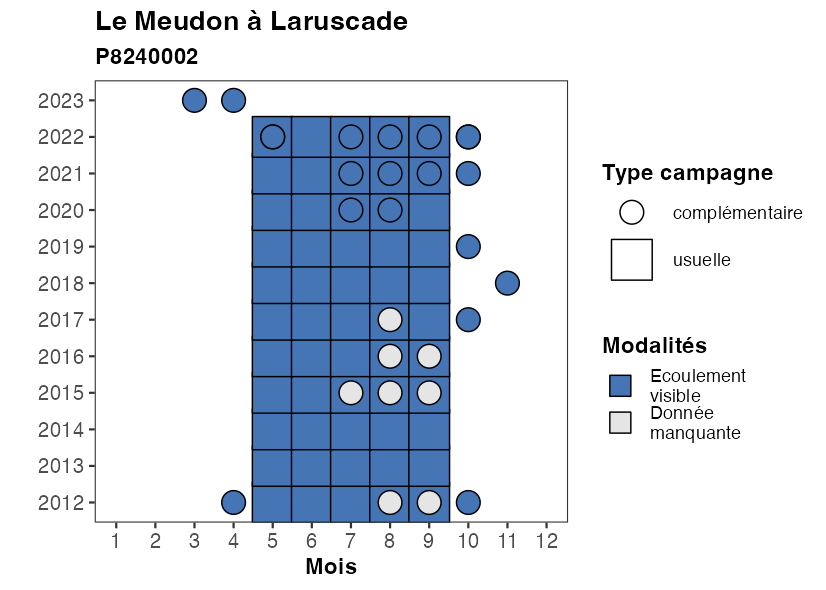 Le Meudon à Laruscade
P8240002
2023
2022
2021
2020
2019
2018
2017
2016
2015
2014
2013
2012
1 2 3 4 5 6 7 8 9 10 11 12
Mois
Type campagne
complémentaire
usuelle
Modalités
Ecoulement
visible
Donnée
manquante